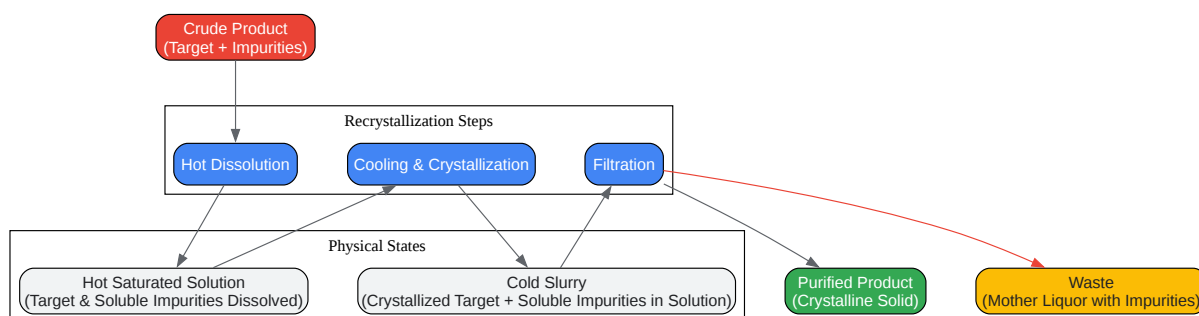 Crude Product
(Target + Impurities)
Recrystallization Steps
Hot Dissolution
Cooling & Crystallization
Filtration
Physical States
Hot Saturated Solution
(Target & Soluble Impurities Dissolved)
Cold Slurry
(Crystallized Target + Soluble Impurities in Solution)
Purified Product
(Crystalline Solid)
Waste
(Mother Liquor with Impurities)